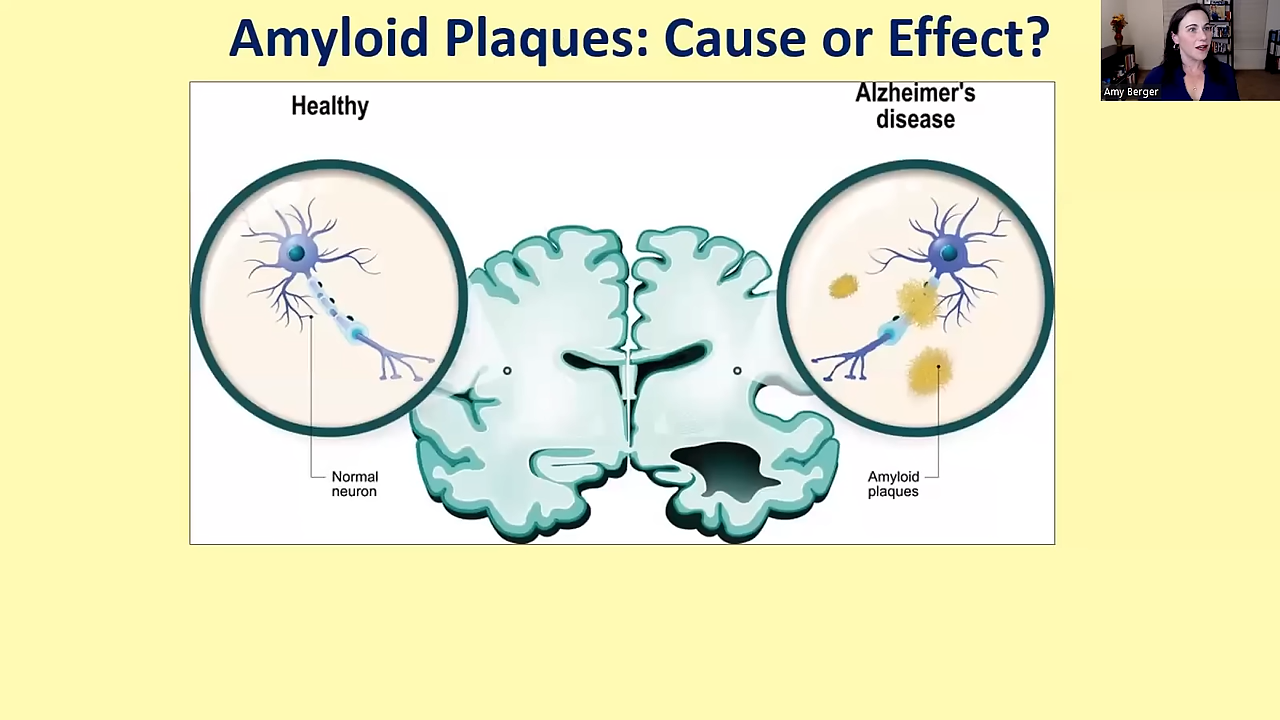 Amyloid Plaques: Cause or Effect?
Amy Berger
Healthy
Alzheimer's
disease
Normal
neuron
Amyloid
plaques